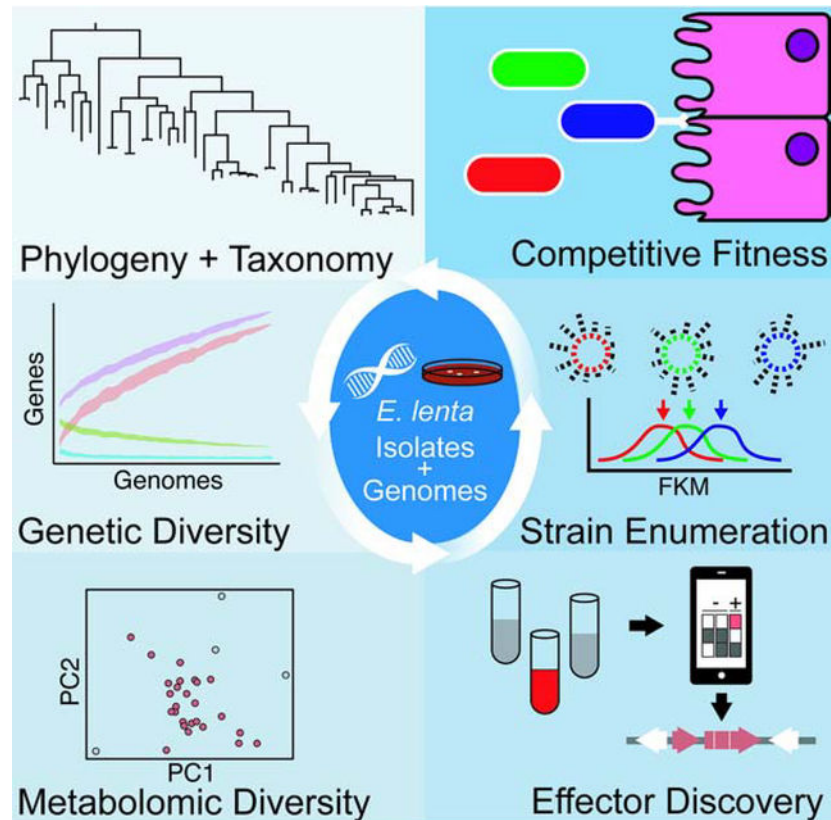 Phylogeny + Taxonomy
Competitive Fitness
Genes
Genomes
Genetic Diversity
E. lenta
Isolates
+
Genomes
FKM
Strain Enumeration
PC2
PC1
Metabolomic Diversity
- +
Effector Discovery